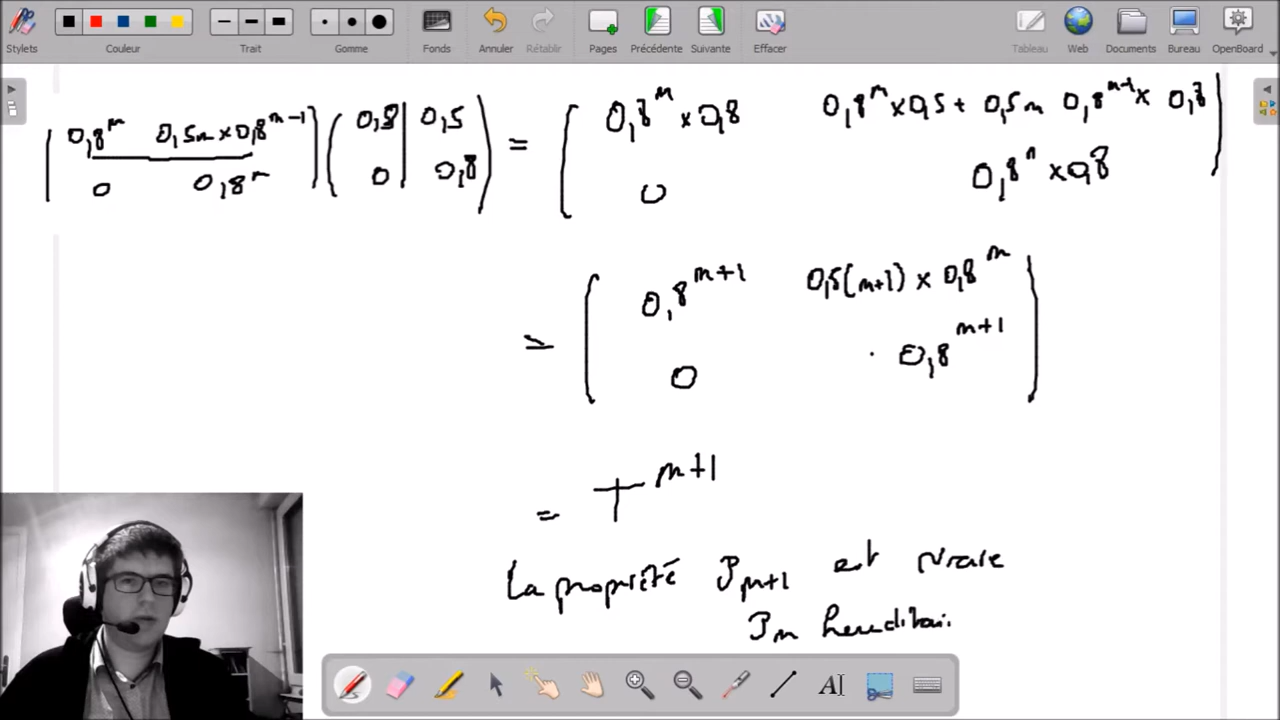 Stylets Couleur Trait Gomme Fonds Annuler Rétablir Pages Précédente Suivante Effacer Tableau Web Documents Bureau OpenBoard
( 0,8^n 0,5n×0,8^{n-1} ) ( 0,8 0,5 ) = ( 0,8^n×0,8 0,8^n×0,5+ 0,5n 0,8^{n-1}× 0,8 )
( 0 0,8^n ) ( 0 0,8 ) ( 0 0,8^n×0,8 )
= ( 0,8^{n+1} 0,5(n+1)×0,8^n )
( 0 0,8^{n+1} )
= T^{n+1}
La propriété P_{n+1} est vraie
P_n hereditai
AI